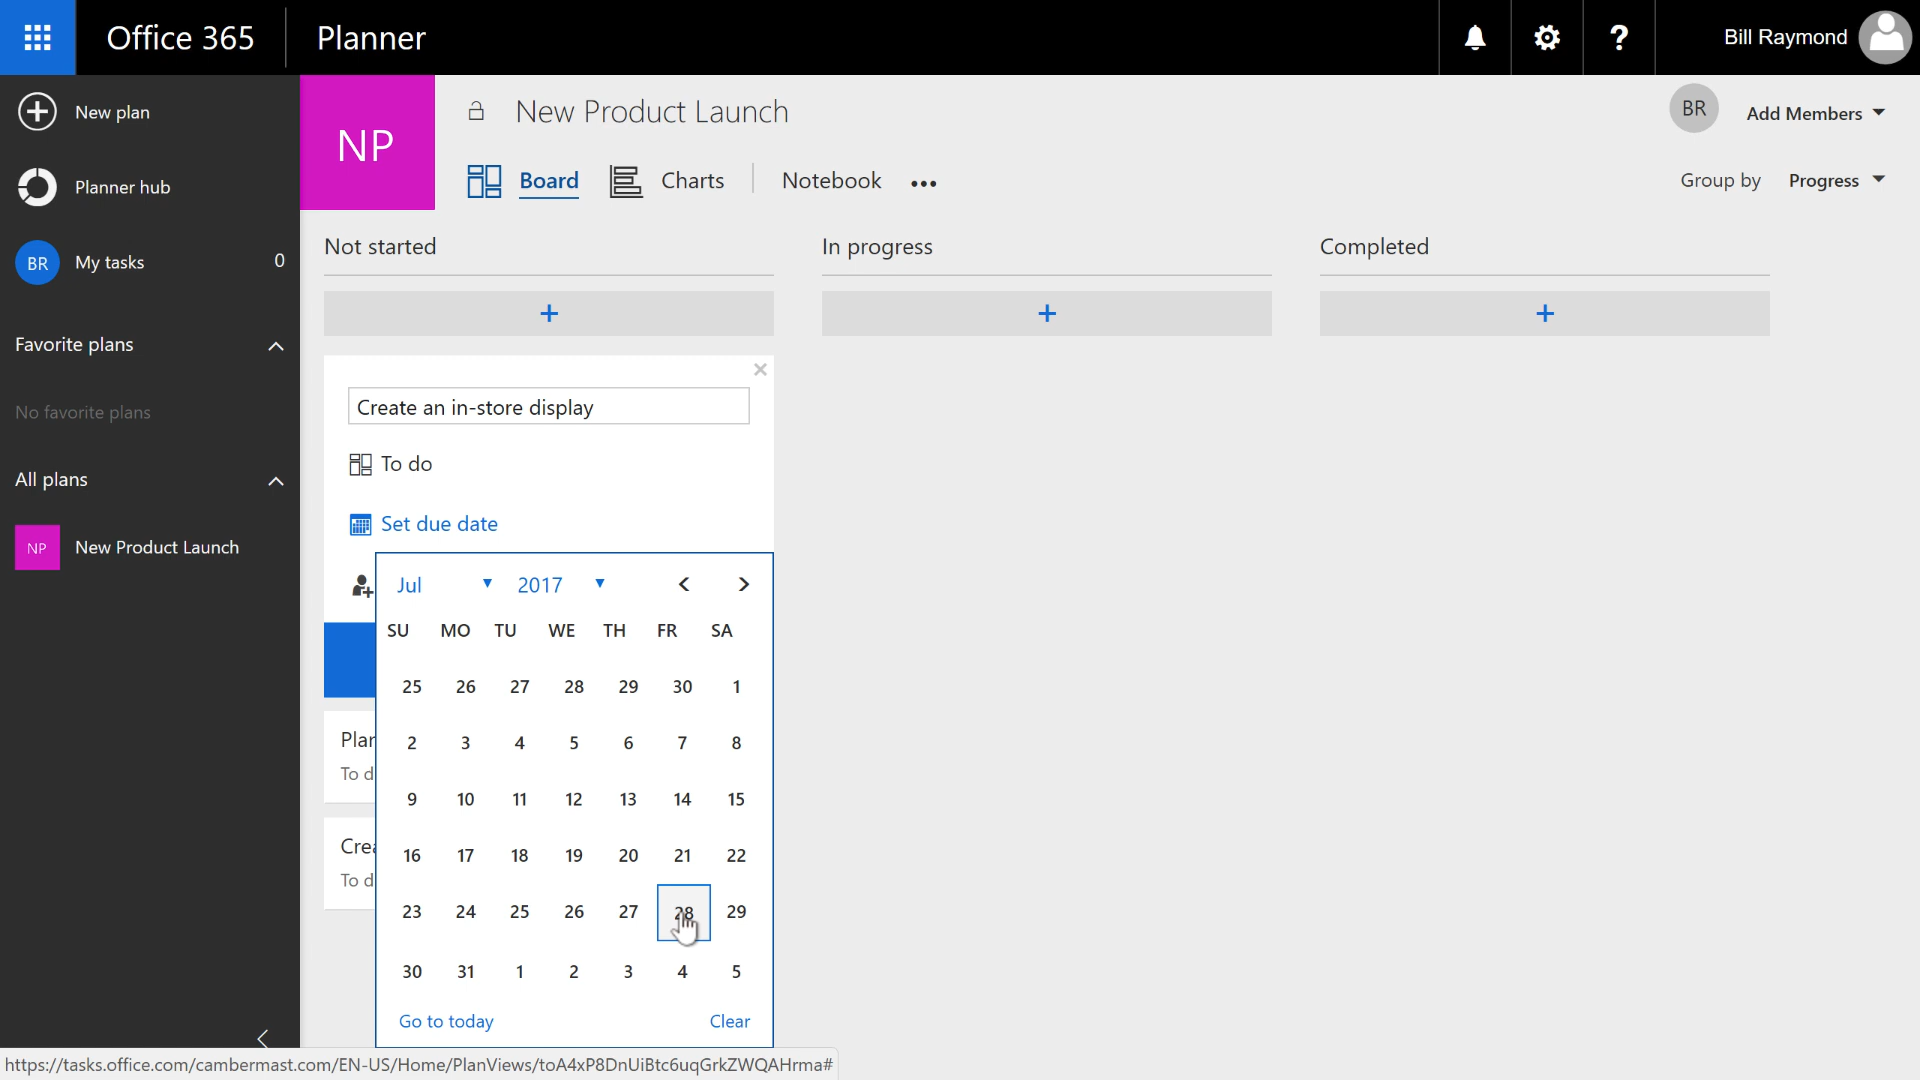 Office 365
Planner
?
Bill Raymond
New plan
Planner hub
BR
My tasks
0
Favorite plans
No favorite plans
All plans
NP
New Product Launch
NP
New Product Launch
BR
Add Members
Board
Charts
Notebook
•••
Group by
Progress
Not started
In progress
Completed
+
+
+
Create an in-store display
To do
Set due date
Jul
2017
SU MO TU WE TH FR SA
25 26 27 28 29 30 1
2 3 4 5 6 7 8
9 10 11 12 13 14 15
16 17 18 19 20 21 22
23 24 25 26 27 28 29
30 31 1 2 3 4 5
Go to today
Clear
Plan
To d
Crea
To d
https://tasks.office.com/cambermast.com/EN-US/Home/PlanViews/toA4xP8DnUiBtc6uqGrkZWQAHrma#